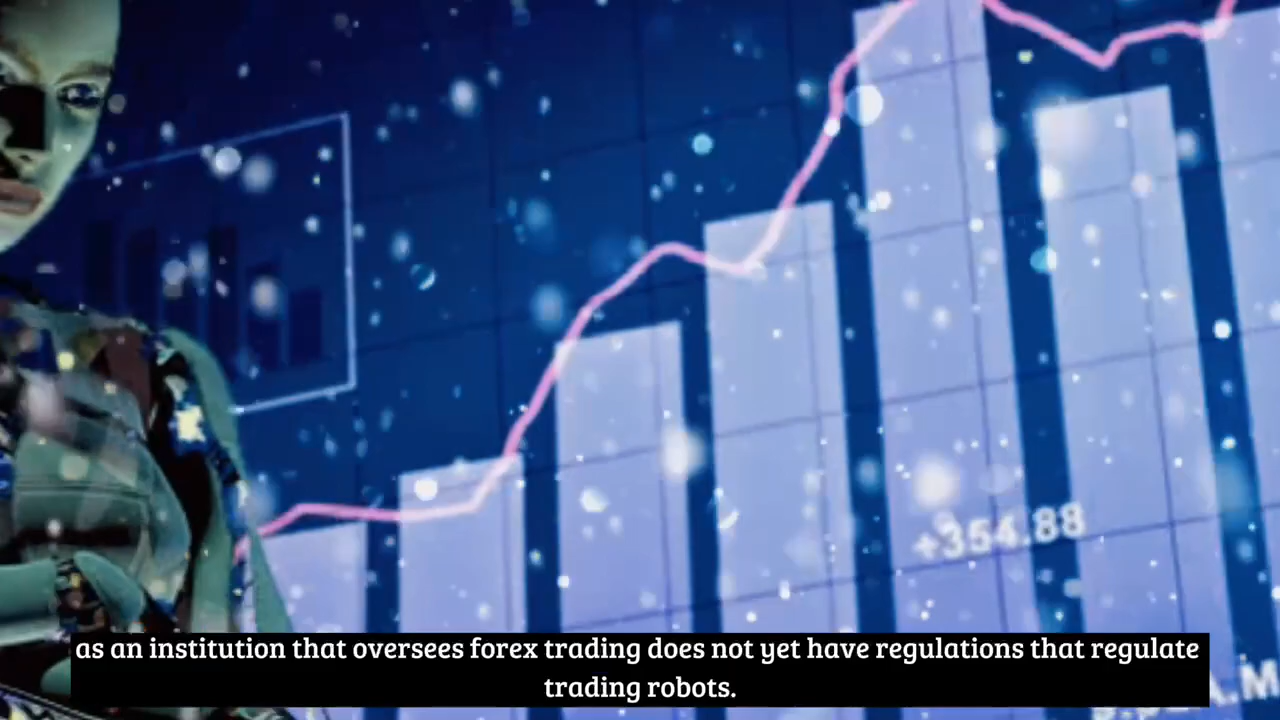 +354.88
as an institution that oversees forex trading does not yet have regulations that regulate
trading robots.